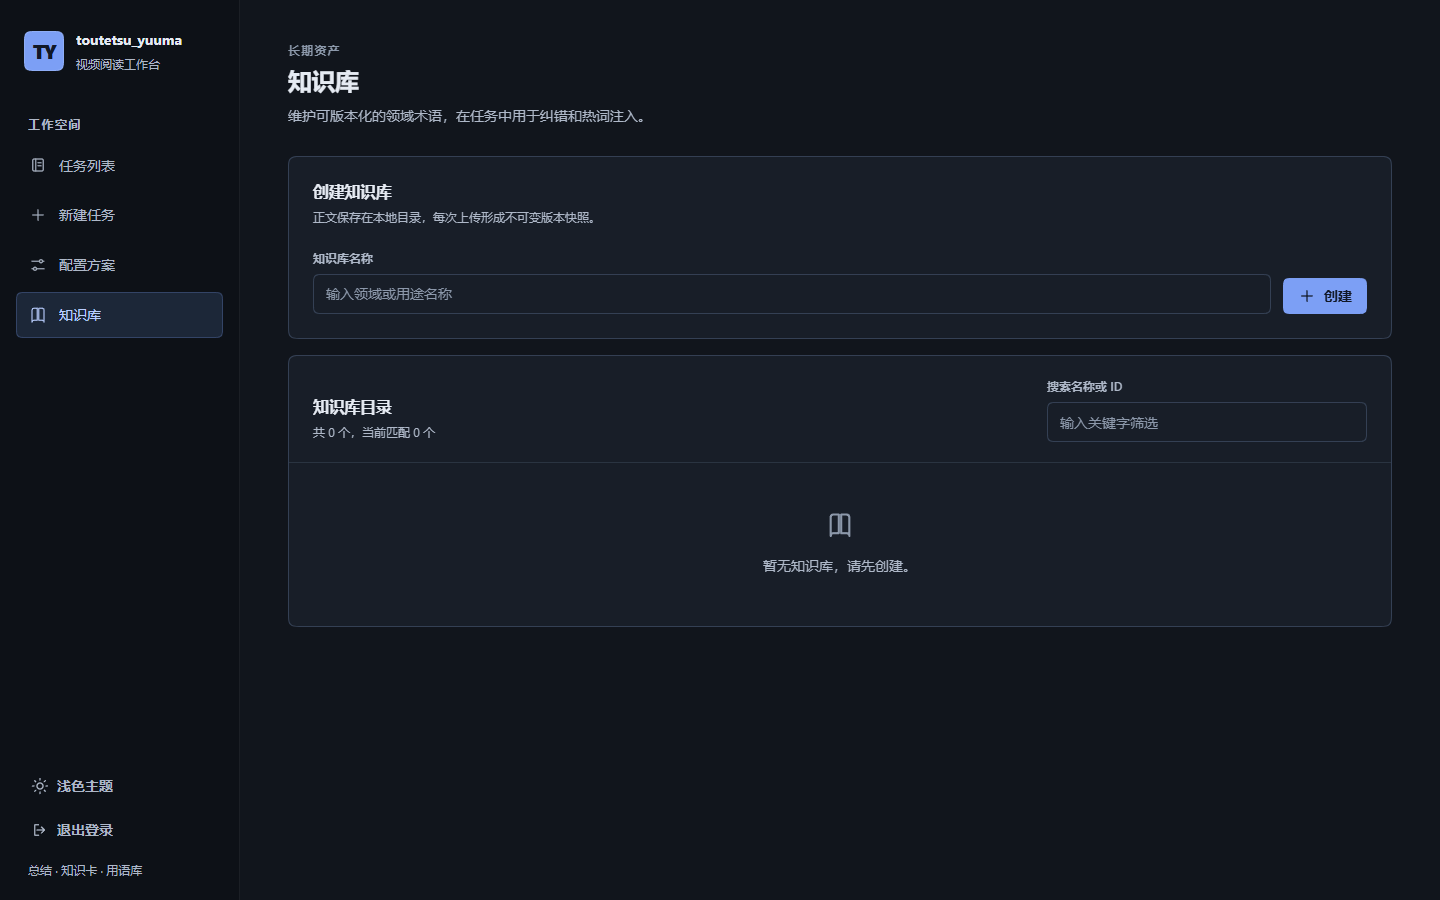 TY
toutetsu_yuuma
视频阅读工作台
工作空间
任务列表
新建任务
配置方案
知识库
浅色主题
退出登录
总结 · 知识卡 · 用语库
长期资产
知识库
维护可版本化的领域术语，在任务中用于纠错和热词注入。
创建知识库
正文保存在本地目录，每次上传形成不可变版本快照。
知识库名称
输入领域或用途名称
创建
知识库目录
共 0 个，当前匹配 0 个
搜索名称或 ID
输入关键字筛选
暂无知识库，请先创建。